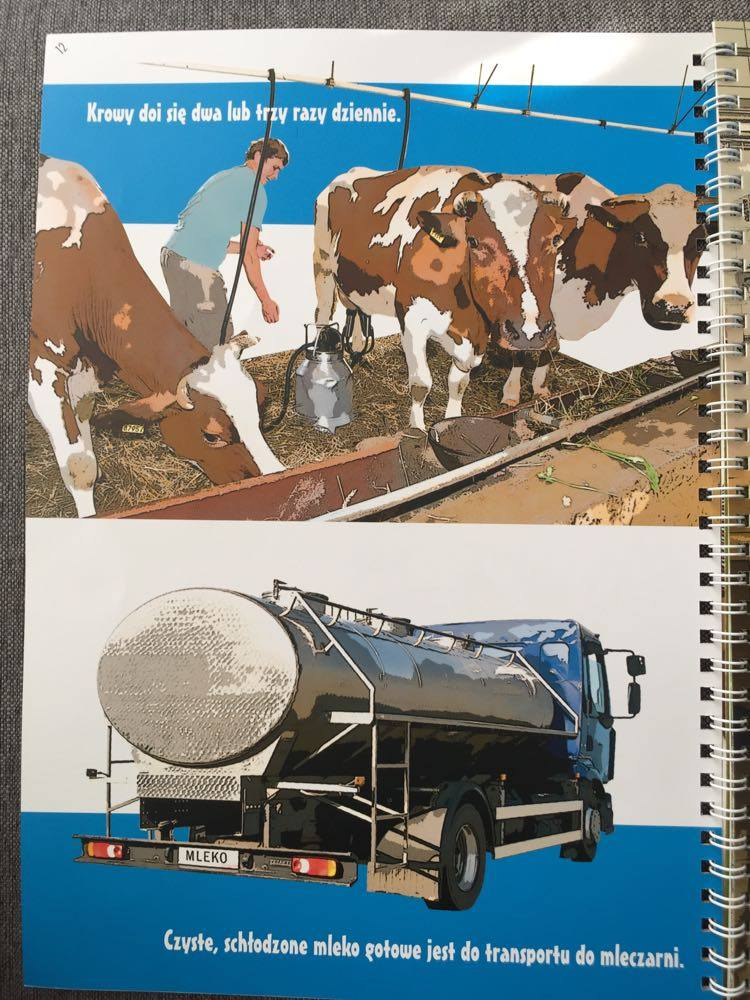 12
Krowy doi się dwa lub trzy razy dziennie.
MLEKO
Czyste, schłodzone mleko gotowe jest do transportu do mleczarni.